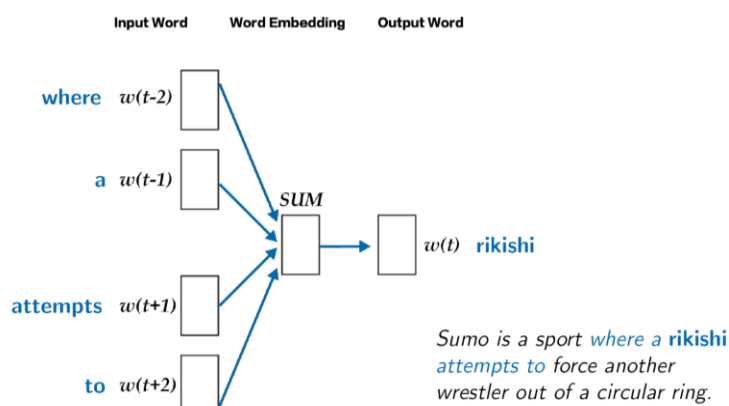 Input Word Word Embedding Output Word
where w(t-2)
a w(t-1)
SUM
w(t) rikishi
attempts w(t+1)
to w(t+2)
Sumo is a sport where a rikishi
attempts to force another
wrestler out of a circular ring.